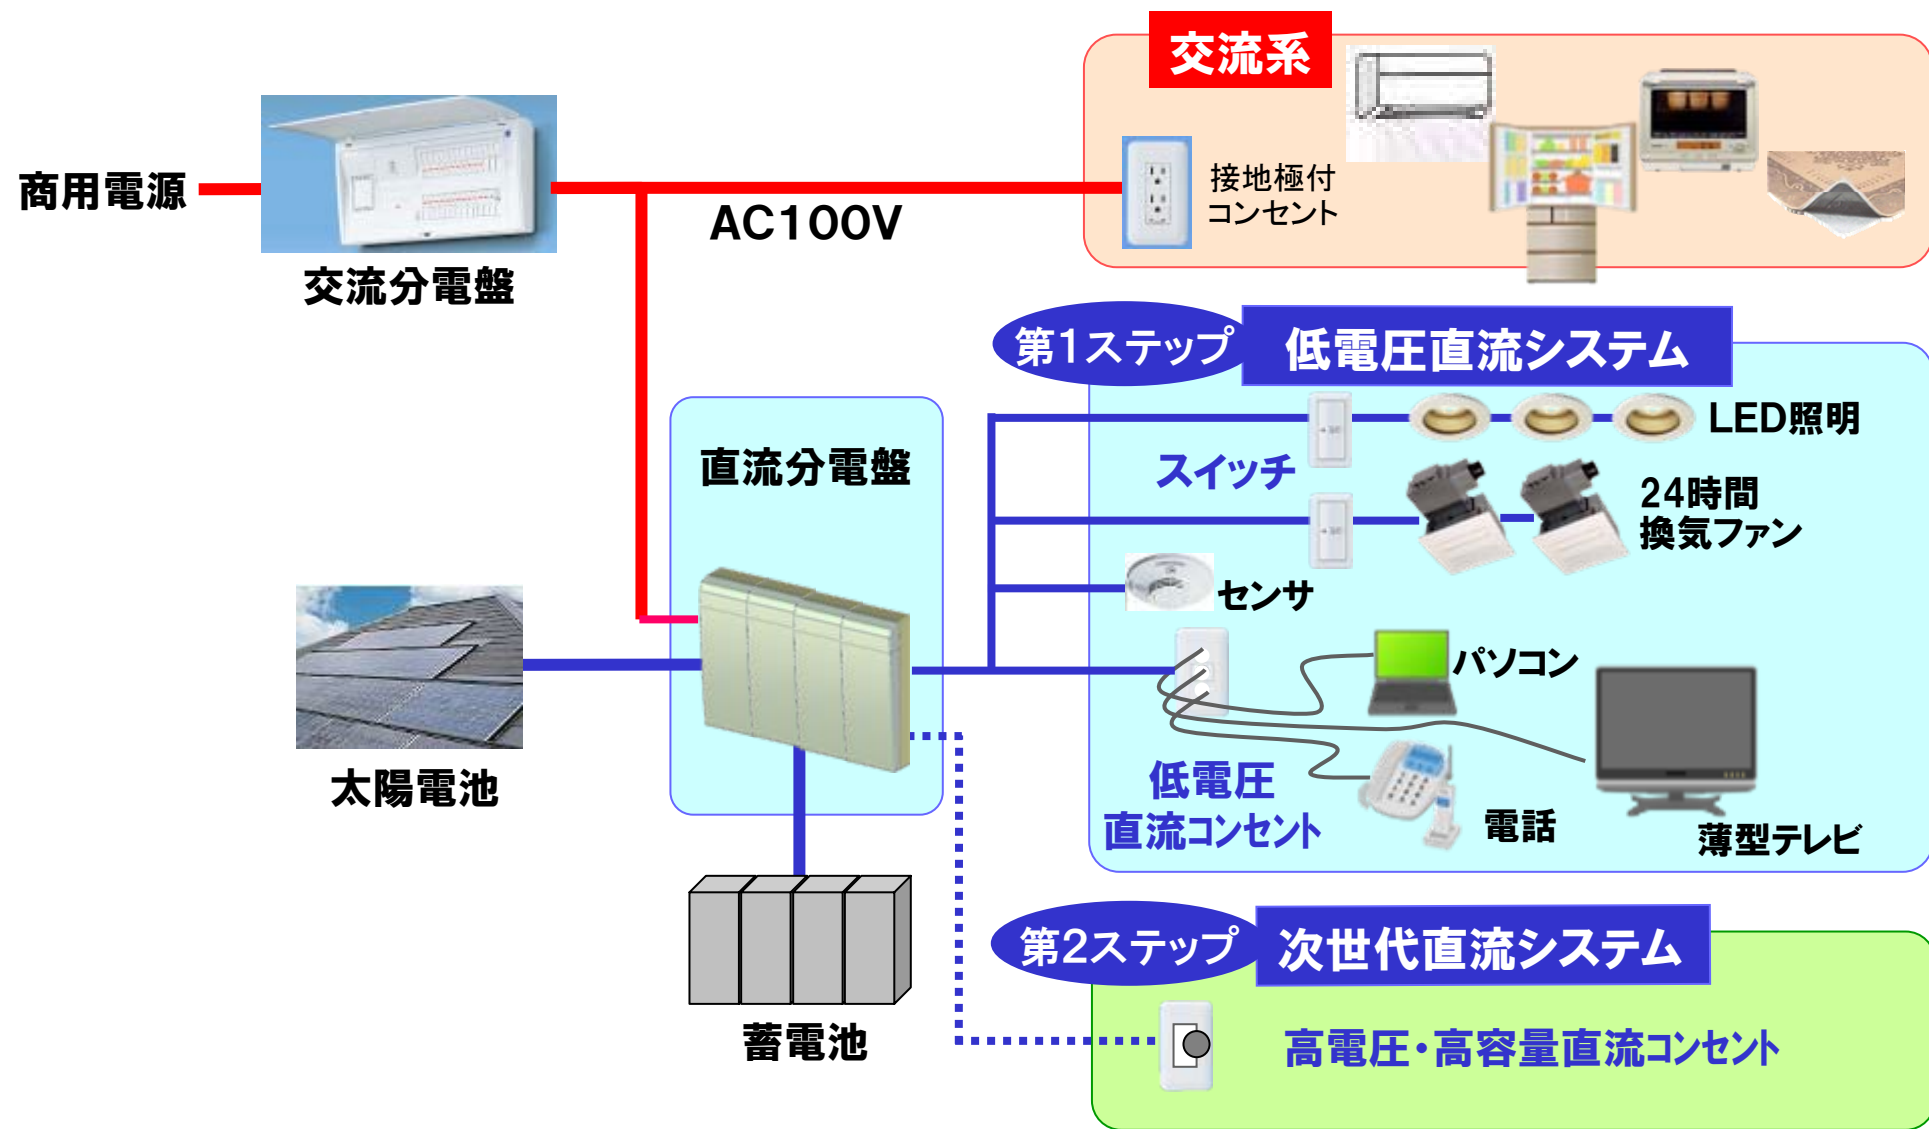 交流系
商用電源
接地極付
コンセント
AC100V
交流分電盤
第1ステップ
低電圧直流システム
LED照明
直流分電盤
スイッチ
24時間
換気ファン
センサ
パソコン
太陽電池
低電圧
直流コンセント
電話
薄型テレビ
第2ステップ
次世代直流システム
蓄電池
高電圧・高容量直流コンセント